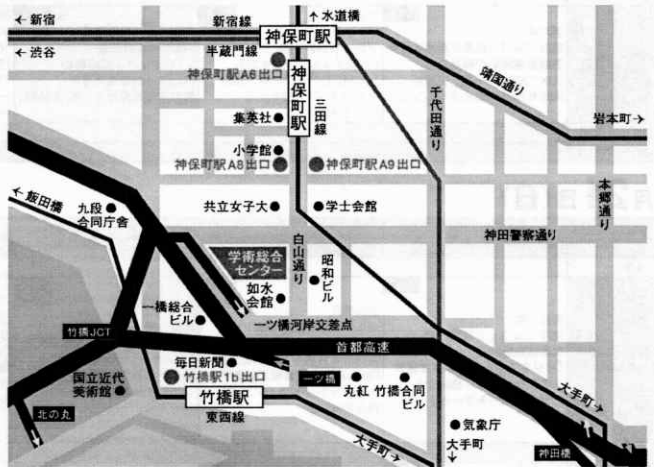 ←新宿
新宿線
↑水道橋
神保町駅
←渋谷
半蔵門線
神保町駅A6出口
神保町駅
三田線
靖国通り
千代田通り
岩本町→
集英社
小学館
神保町駅A8出口
神保町駅A9出口
本郷通り
←飯田橋
九段
合同庁舎
共立女子大
学士会館
白山通り
神田警察通り
学術総合
センター
昭和ビル
如水
会館
一橋総合
ビル
一ツ橋河岸交差点
竹橋JCT
首都高速
毎日新聞
竹橋駅1b出口
一ツ橋
国立近代
美術館
竹橋駅
丸紅
竹橋合同
ビル
大手町→
北の丸
東西線
気象庁
大手町→
大手町
↓
神田橋